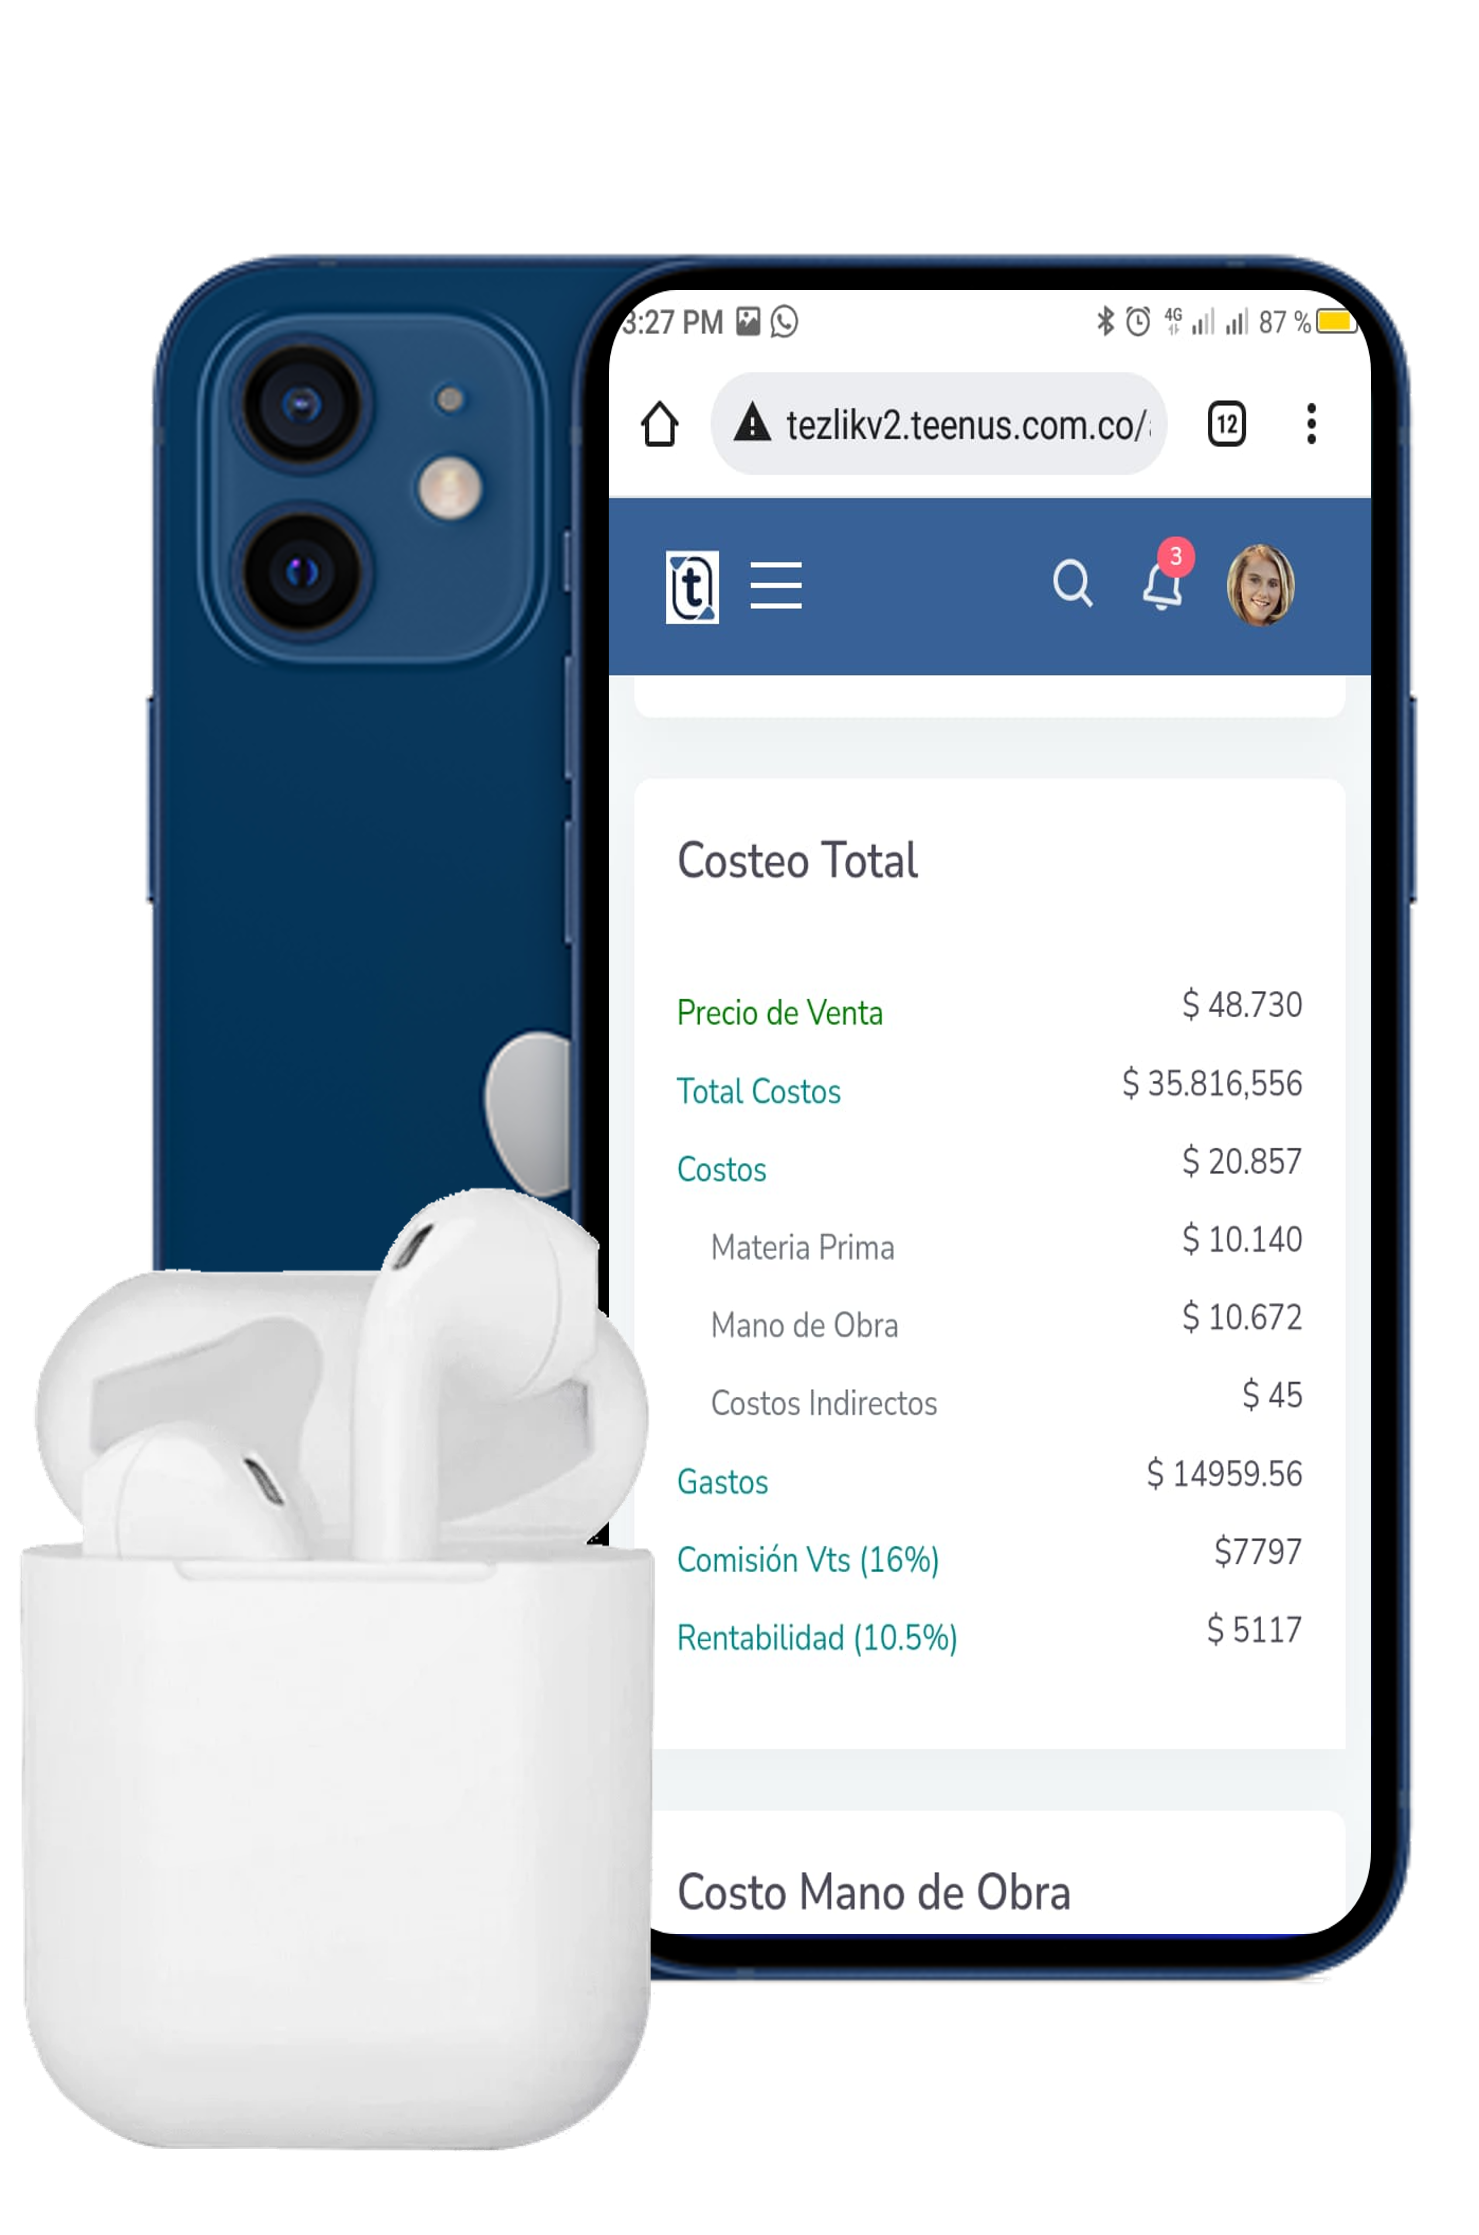 3:27 PM 4G 87 %
tezlikv2.teenus.com.co/
12
t 3
Costeo Total
Precio de Venta $ 48.730
Total Costos $ 35.816,556
Costos $ 20.857
Materia Prima $ 10.140
Mano de Obra $ 10.672
Costos Indirectos $ 45
Gastos $ 14959.56
Comisión Vts (16%) $7797
Rentabilidad (10.5%) $ 5117
Costo Mano de Obra